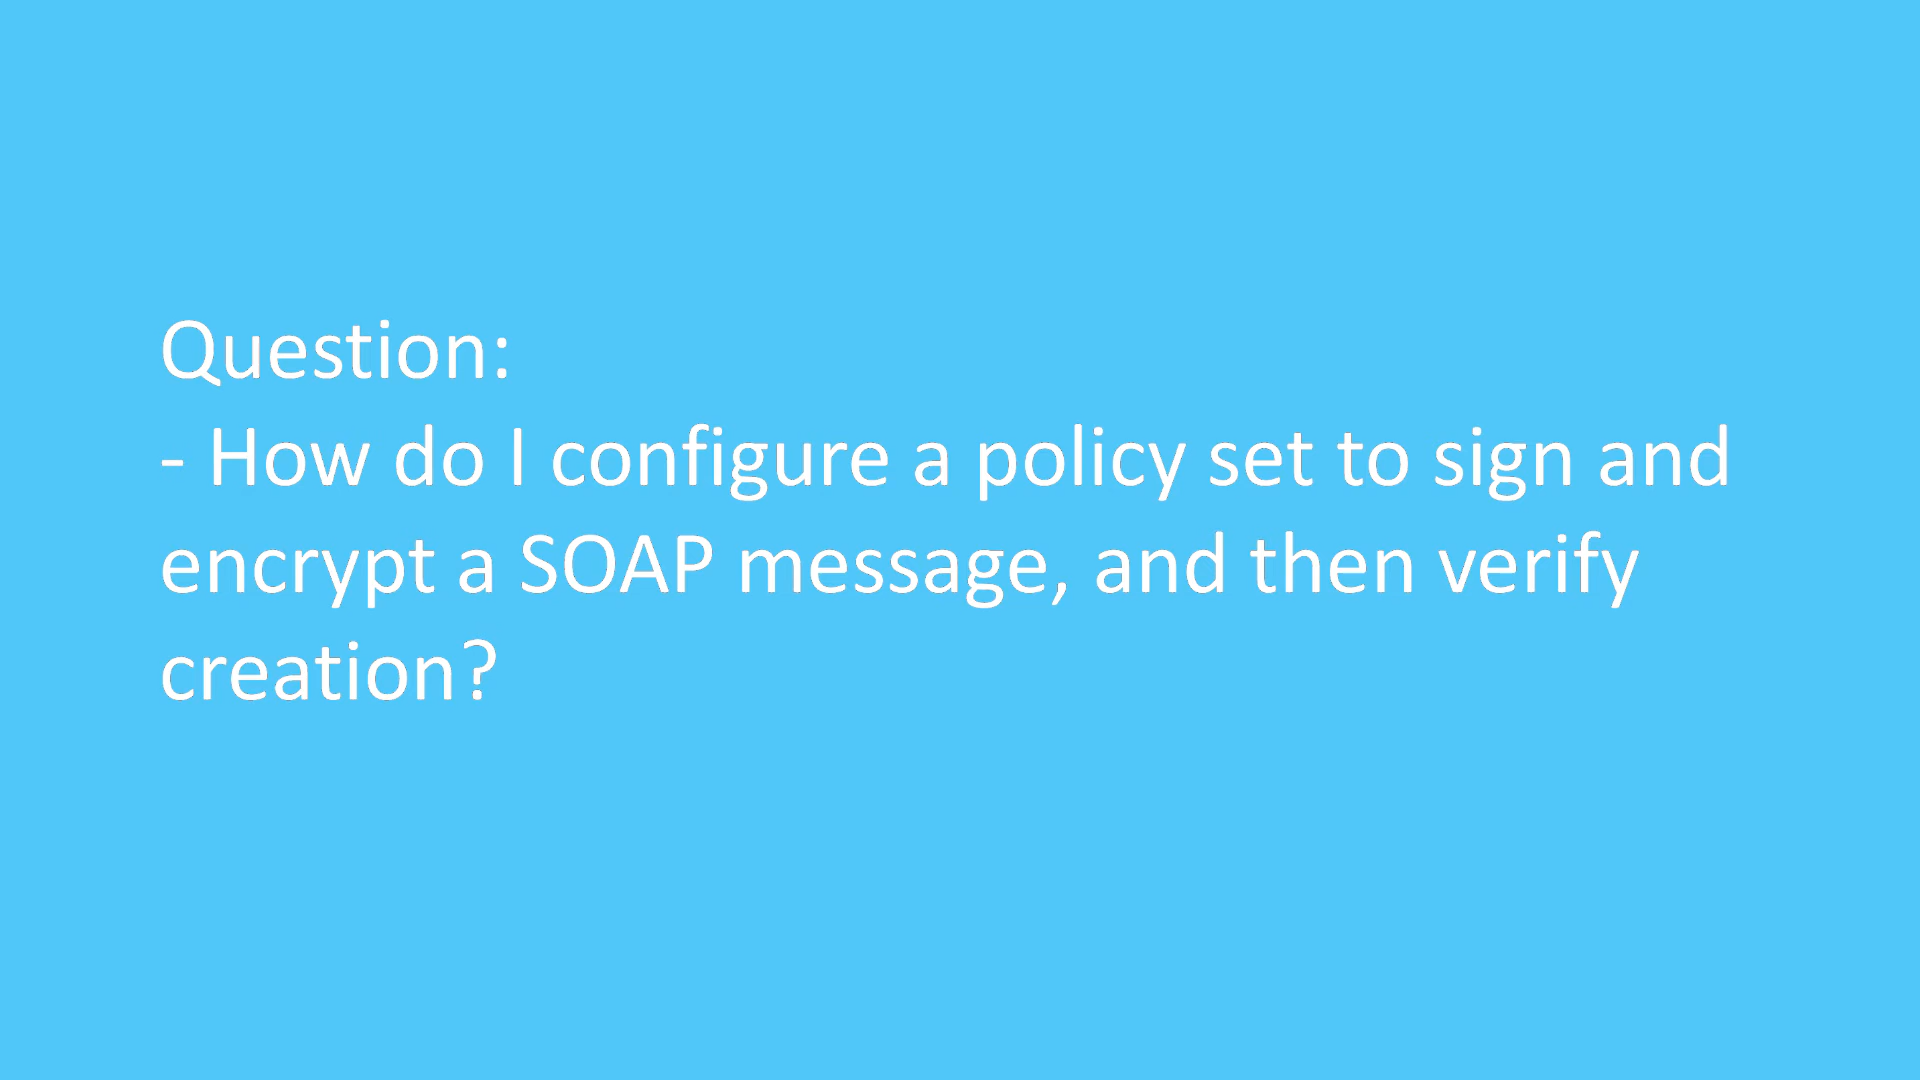 Question:
- How do I configure a policy set to sign and
encrypt a SOAP message, and then verify
creation?